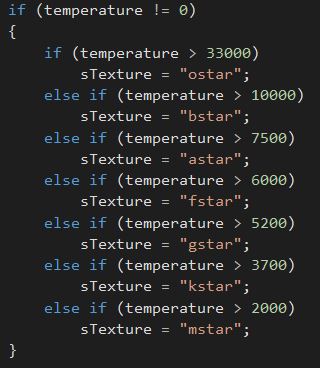 if (temperature != 0)
{
    if (temperature > 33000)
        sTexture = "ostar";
    else if (temperature > 10000)
        sTexture = "bstar";
    else if (temperature > 7500)
        sTexture = "astar";
    else if (temperature > 6000)
        sTexture = "fstar";
    else if (temperature > 5200)
        sTexture = "gstar";
    else if (temperature > 3700)
        sTexture = "kstar";
    else if (temperature > 2000)
        sTexture = "mstar";
}